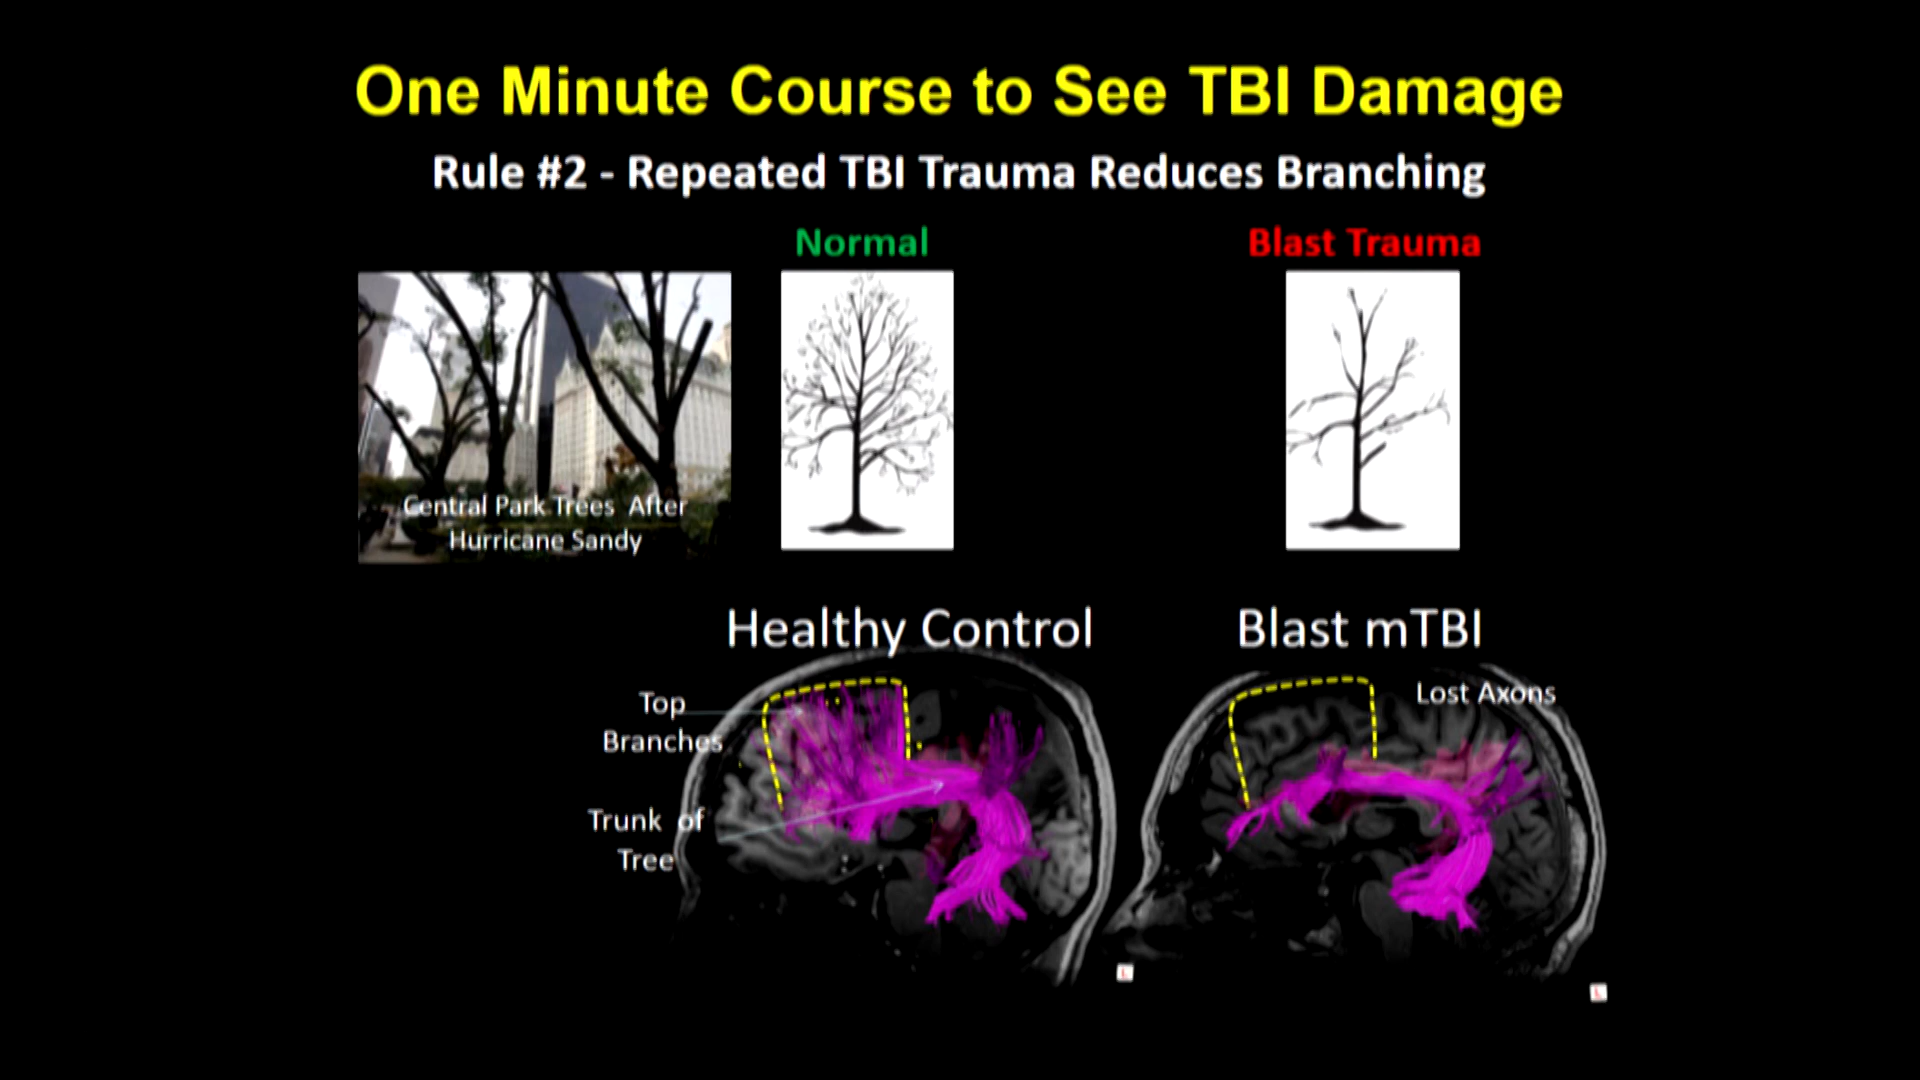 One Minute Course to See TBI Damage
Rule #2 - Repeated TBI Trauma Reduces Branching
Normal
Blast Trauma
Central Park Trees After
Hurricane Sandy
Healthy Control
Blast mTBI
Top
Branches
Lost Axons
Trunk of
Tree
L
L